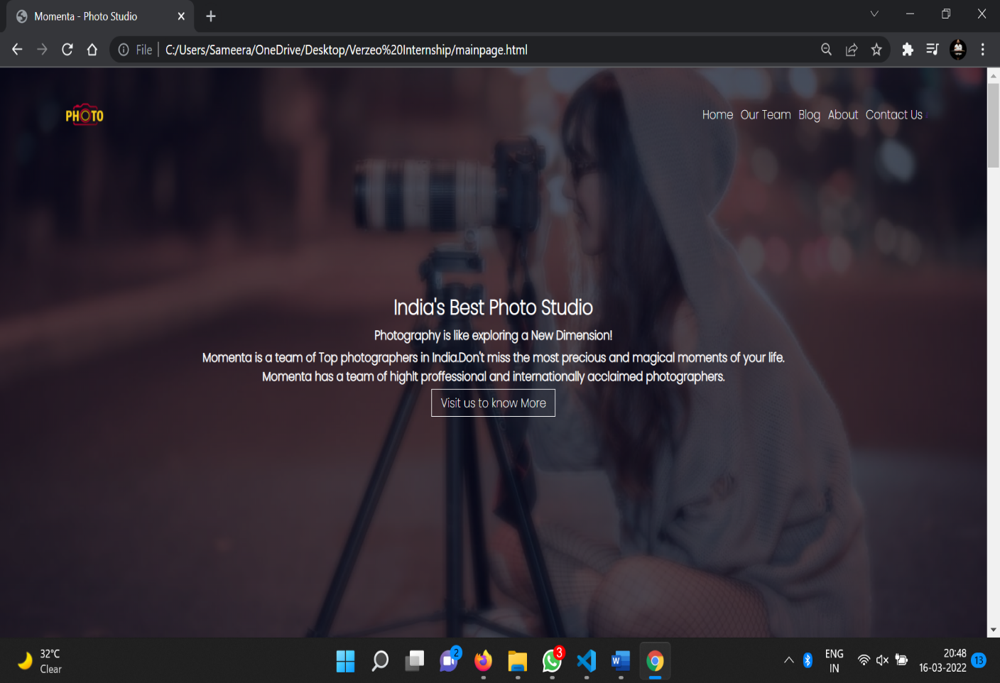 Momenta - Photo Studio
File
C:/Users/Sameera/OneDrive/Desktop/Verzeo%20Internship/mainpage.html
PHOTO
Home Our Team Blog About Contact Us
India's Best Photo Studio
Photography is like exploring a New Dimension!
Momenta is a team of Top photographers in India.Don't miss the most precious and magical moments of your life.
Momenta has a team of highlt proffessional and internationally acclaimed photographers.
Visit us to know More
32°C
Clear
2
3
W
ENG
IN
20:48
16-03-2022
13